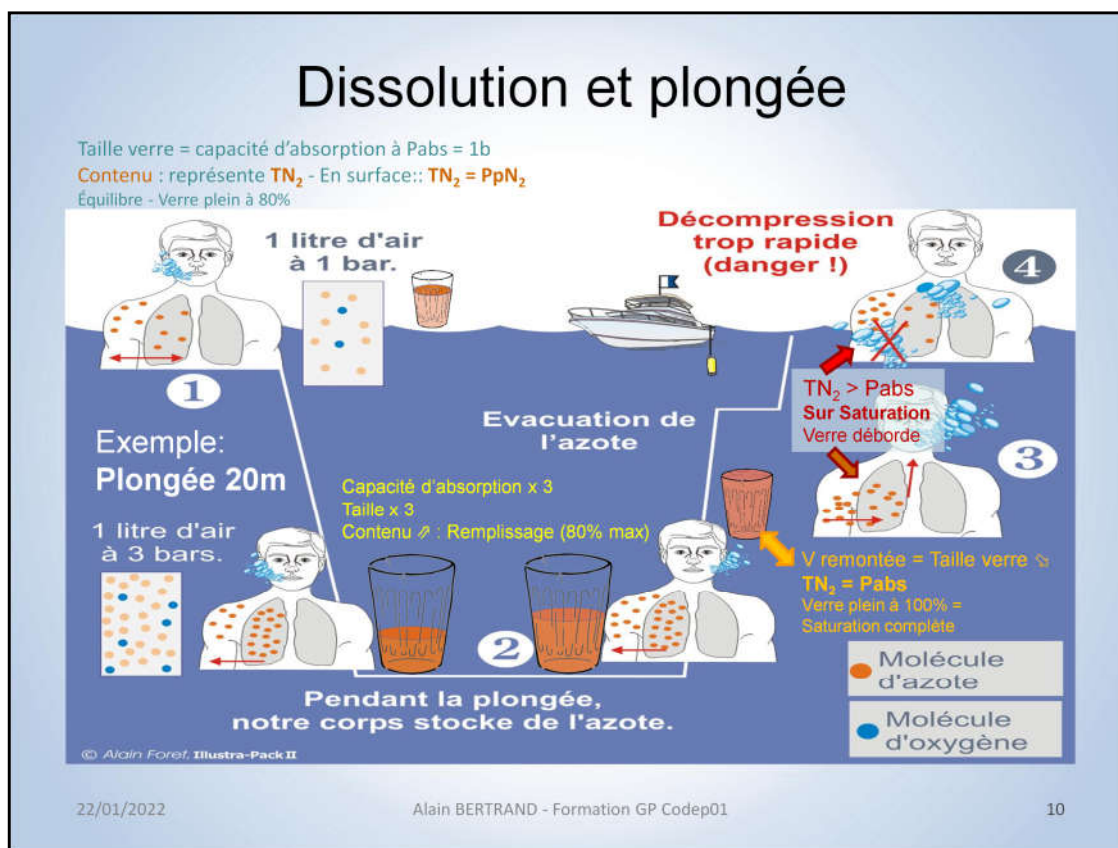 Dissolution et plongée
Taille verre = capacité d'absorption à Pabs = 1b
Contenu : représente TN₂ - En surface:: TN₂ = PpN₂
Équilibre - Verre plein à 80%
1 litre d'air
à 1 bar.
Décompression
trop rapide
(danger !)
4
1
TN₂ > Pabs
Sur Saturation
Verre déborde
Evacuation de
l'azote
3
Exemple:
Plongée 20m
Capacité d'absorption x 3
Taille x 3
Contenu ⇗ : Remplissage (80% max)
1 litre d'air
à 3 bars.
V remontée = Taille verre ⇘
TN₂ = Pabs
Verre plein à 100% =
Saturation complète
2
Pendant la plongée,
notre corps stocke de l'azote.
Molécule
d'azote
Molécule
d'oxygène
© Alain Foret, Illustra-Pack II
22/01/2022
Alain BERTRAND - Formation GP Codep01
10